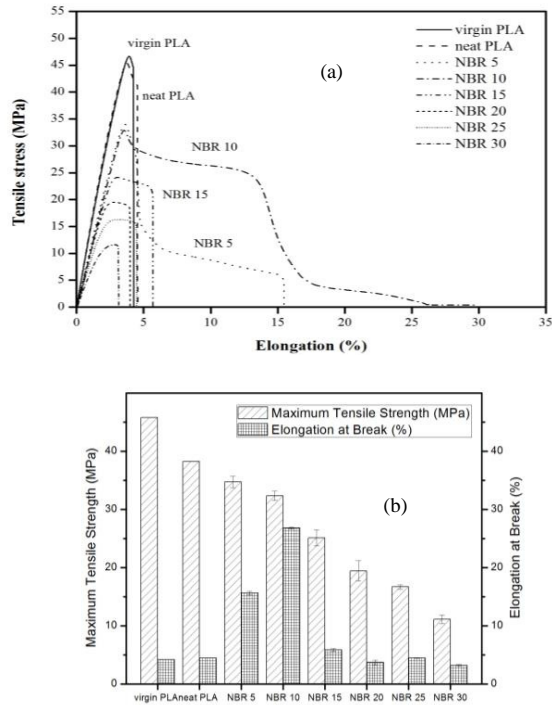 Tensile stress (MPa)
55
50
45
40
35
30
25
20
15
10
5
0
virgin PLA
neat PLA
NBR 10
NBR 15
NBR 5
(a)
virgin PLA
neat PLA
NBR 5
NBR 10
NBR 15
NBR 20
NBR 25
NBR 30
0 5 10 15 20 25 30 35
Elongation (%)
Maximum Tensile Strength (MPa)
40
30
20
10
0
Maximum Tensile Strength (MPa)
Elongation at Break (%)
(b)
40
30
20
10
0
Elongation at Break (%)
virgin PLA neat PLA NBR 5 NBR 10 NBR 15 NBR 20 NBR 25 NBR 30